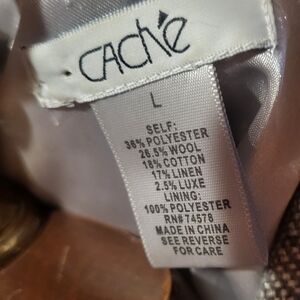 CACHÉ
L
SELF:
36% POLYESTER
26.5% WOOL
18% COTTON
17% LINEN
2.5% LUXE
LINING:
100% POLYESTER
RN# 74578
MADE IN CHINA
SEE REVERSE
FOR CARE